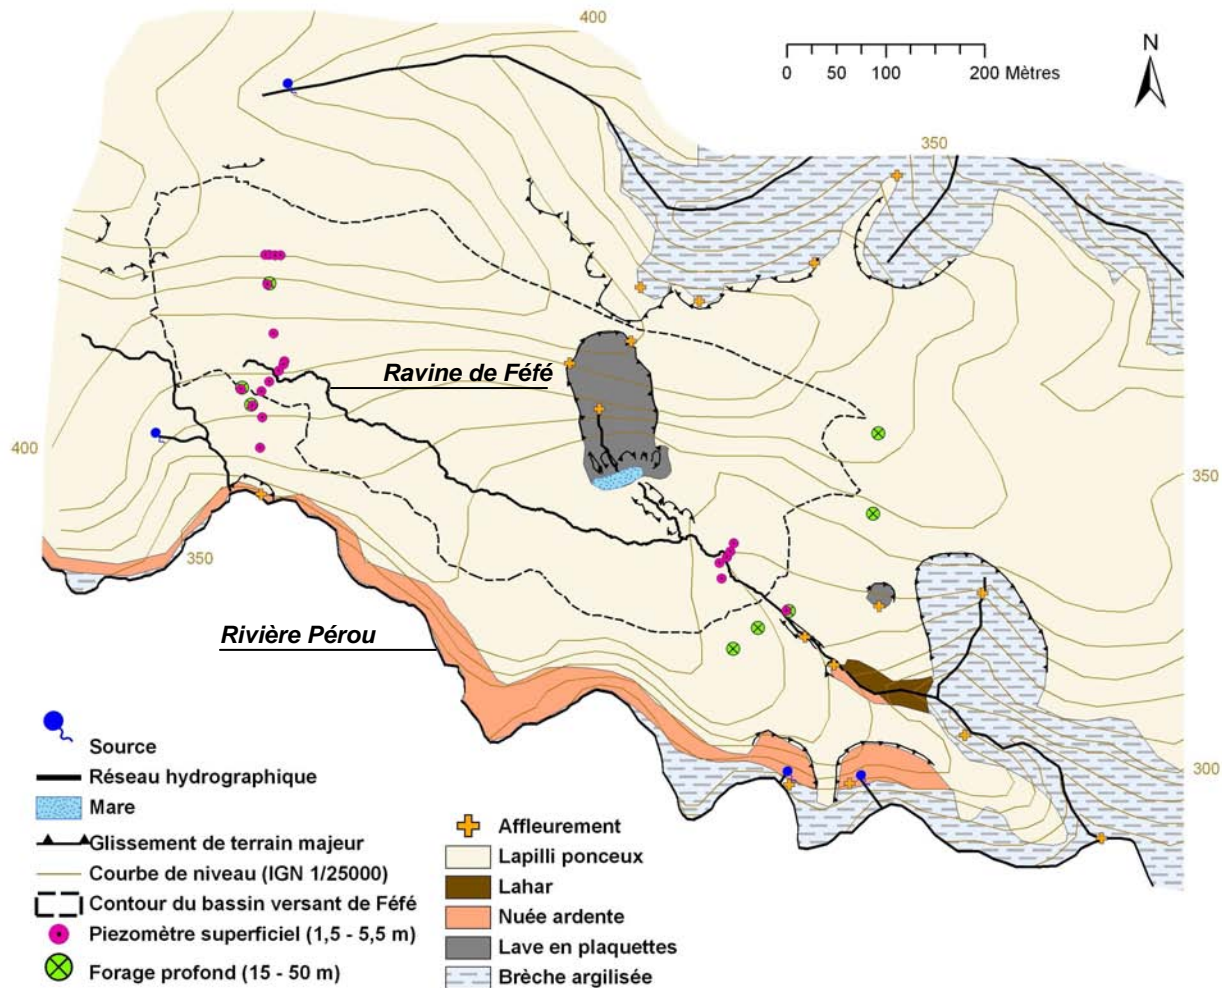 400
N
0 50 100 200 Mètres
350
Ravine de Féfé
400
350
350
Rivière Pérou
300
Source
Réseau hydrographique
Mare
Glissement de terrain majeur
Courbe de niveau (IGN 1/25000)
Contour du bassin versant de Féfé
Piezomètre superficiel (1,5 - 5,5 m)
Forage profond (15 - 50 m)
Affleurement
Lapilli ponceux
Lahar
Nuée ardente
Lave en plaquettes
Brèche argilisée